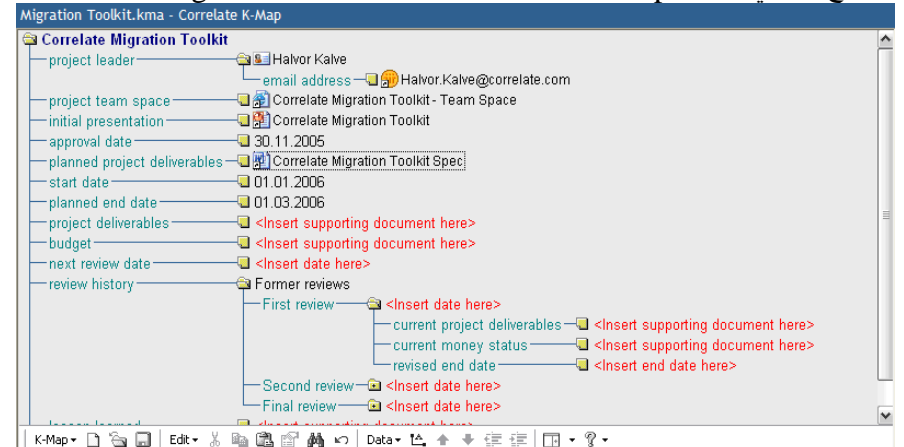 Migration Toolkit.kma - Correlate K-Map
Correlate Migration Toolkit
project leader Halvor Kalve
email address Halvor.Kalve@correlate.com
project team space Correlate Migration Toolkit - Team Space
initial presentation Correlate Migration Toolkit
approval date 30.11.2005
planned project deliverables Correlate Migration Toolkit Spec
start date 01.01.2006
planned end date 01.03.2006
project deliverables <Insert supporting document here>
budget <Insert supporting document here>
next review date <Insert date here>
review history Former reviews
First review <Insert date here>
current project deliverables <Insert supporting document here>
current money status <Insert supporting document here>
revised end date <Insert end date here>
Second review <Insert date here>
Final review <Insert date here>
K-Map Edit Data